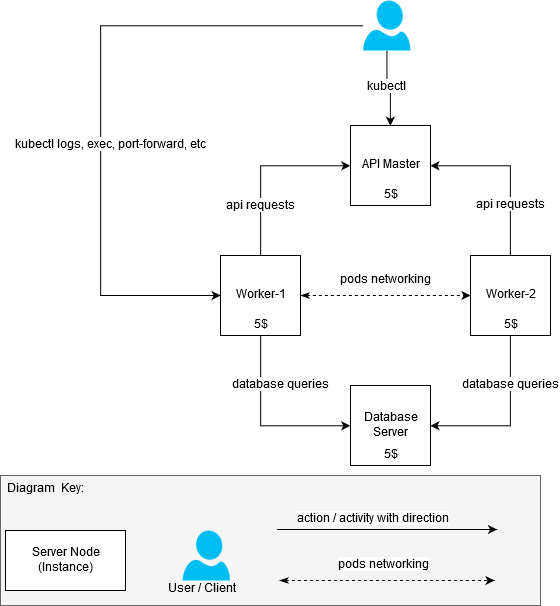 kubectl
kubectl logs, exec, port-forward, etc
API Master
5$
api requests
api requests
Worker-1
5$
pods networking
Worker-2
5$
database queries
database queries
Database
Server
5$
Diagram Key:
Server Node
(Instance)
User / Client
action / activity with direction
pods networking